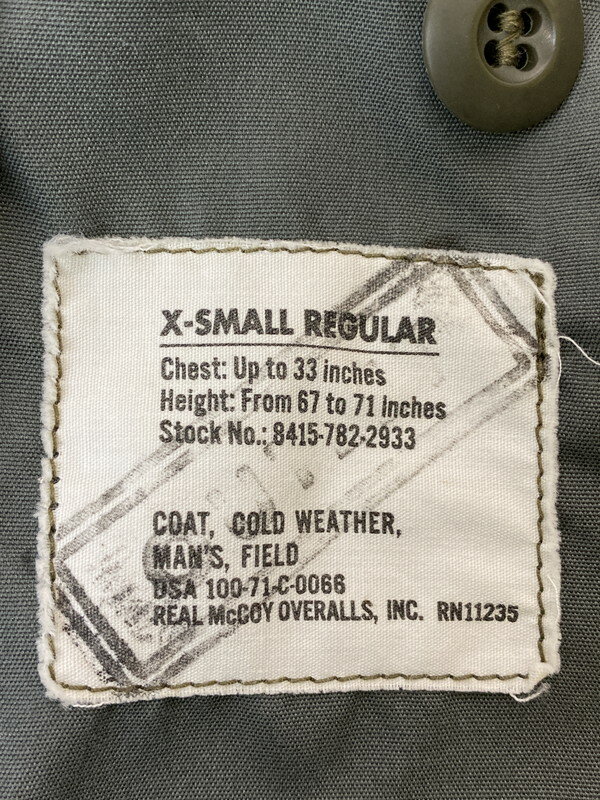 X-SMALL REGULAR
Chest: Up to 33 inches
Height: From 67 to 71 inches
Stock No.: 8415-782-2933
COAT, COLD WEATHER,
MAN'S, FIELD
DSA 100-71-C-0066
REAL McCOY OVERALLS, INC. RN11235